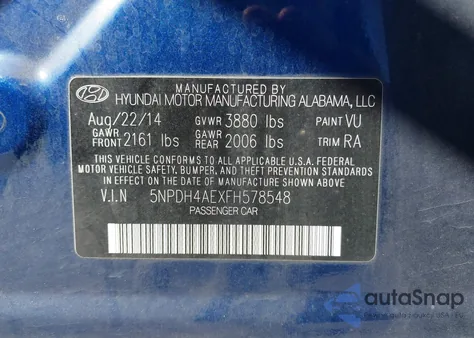 MANUFACTURED BY
HYUNDAI MOTOR MANUFACTURING ALABAMA, LLC
Aug/22/14 GVWR 3880 lbs PAINT VU
GAWR FRONT 2161 lbs GAWR REAR 2006 lbs TRIM RA
THIS VEHICLE CONFORMS TO ALL APPLICABLE U.S.A. FEDERAL
MOTOR VEHICLE SAFETY, BUMPER, AND THEFT PREVENTION STANDARDS
IN EFFECT ON THE DATE OF MANUFACTURE SHOWN ABOVE.
V.I.N 5NPDH4AEXFH578548
PASSENGER CAR
autoSnap